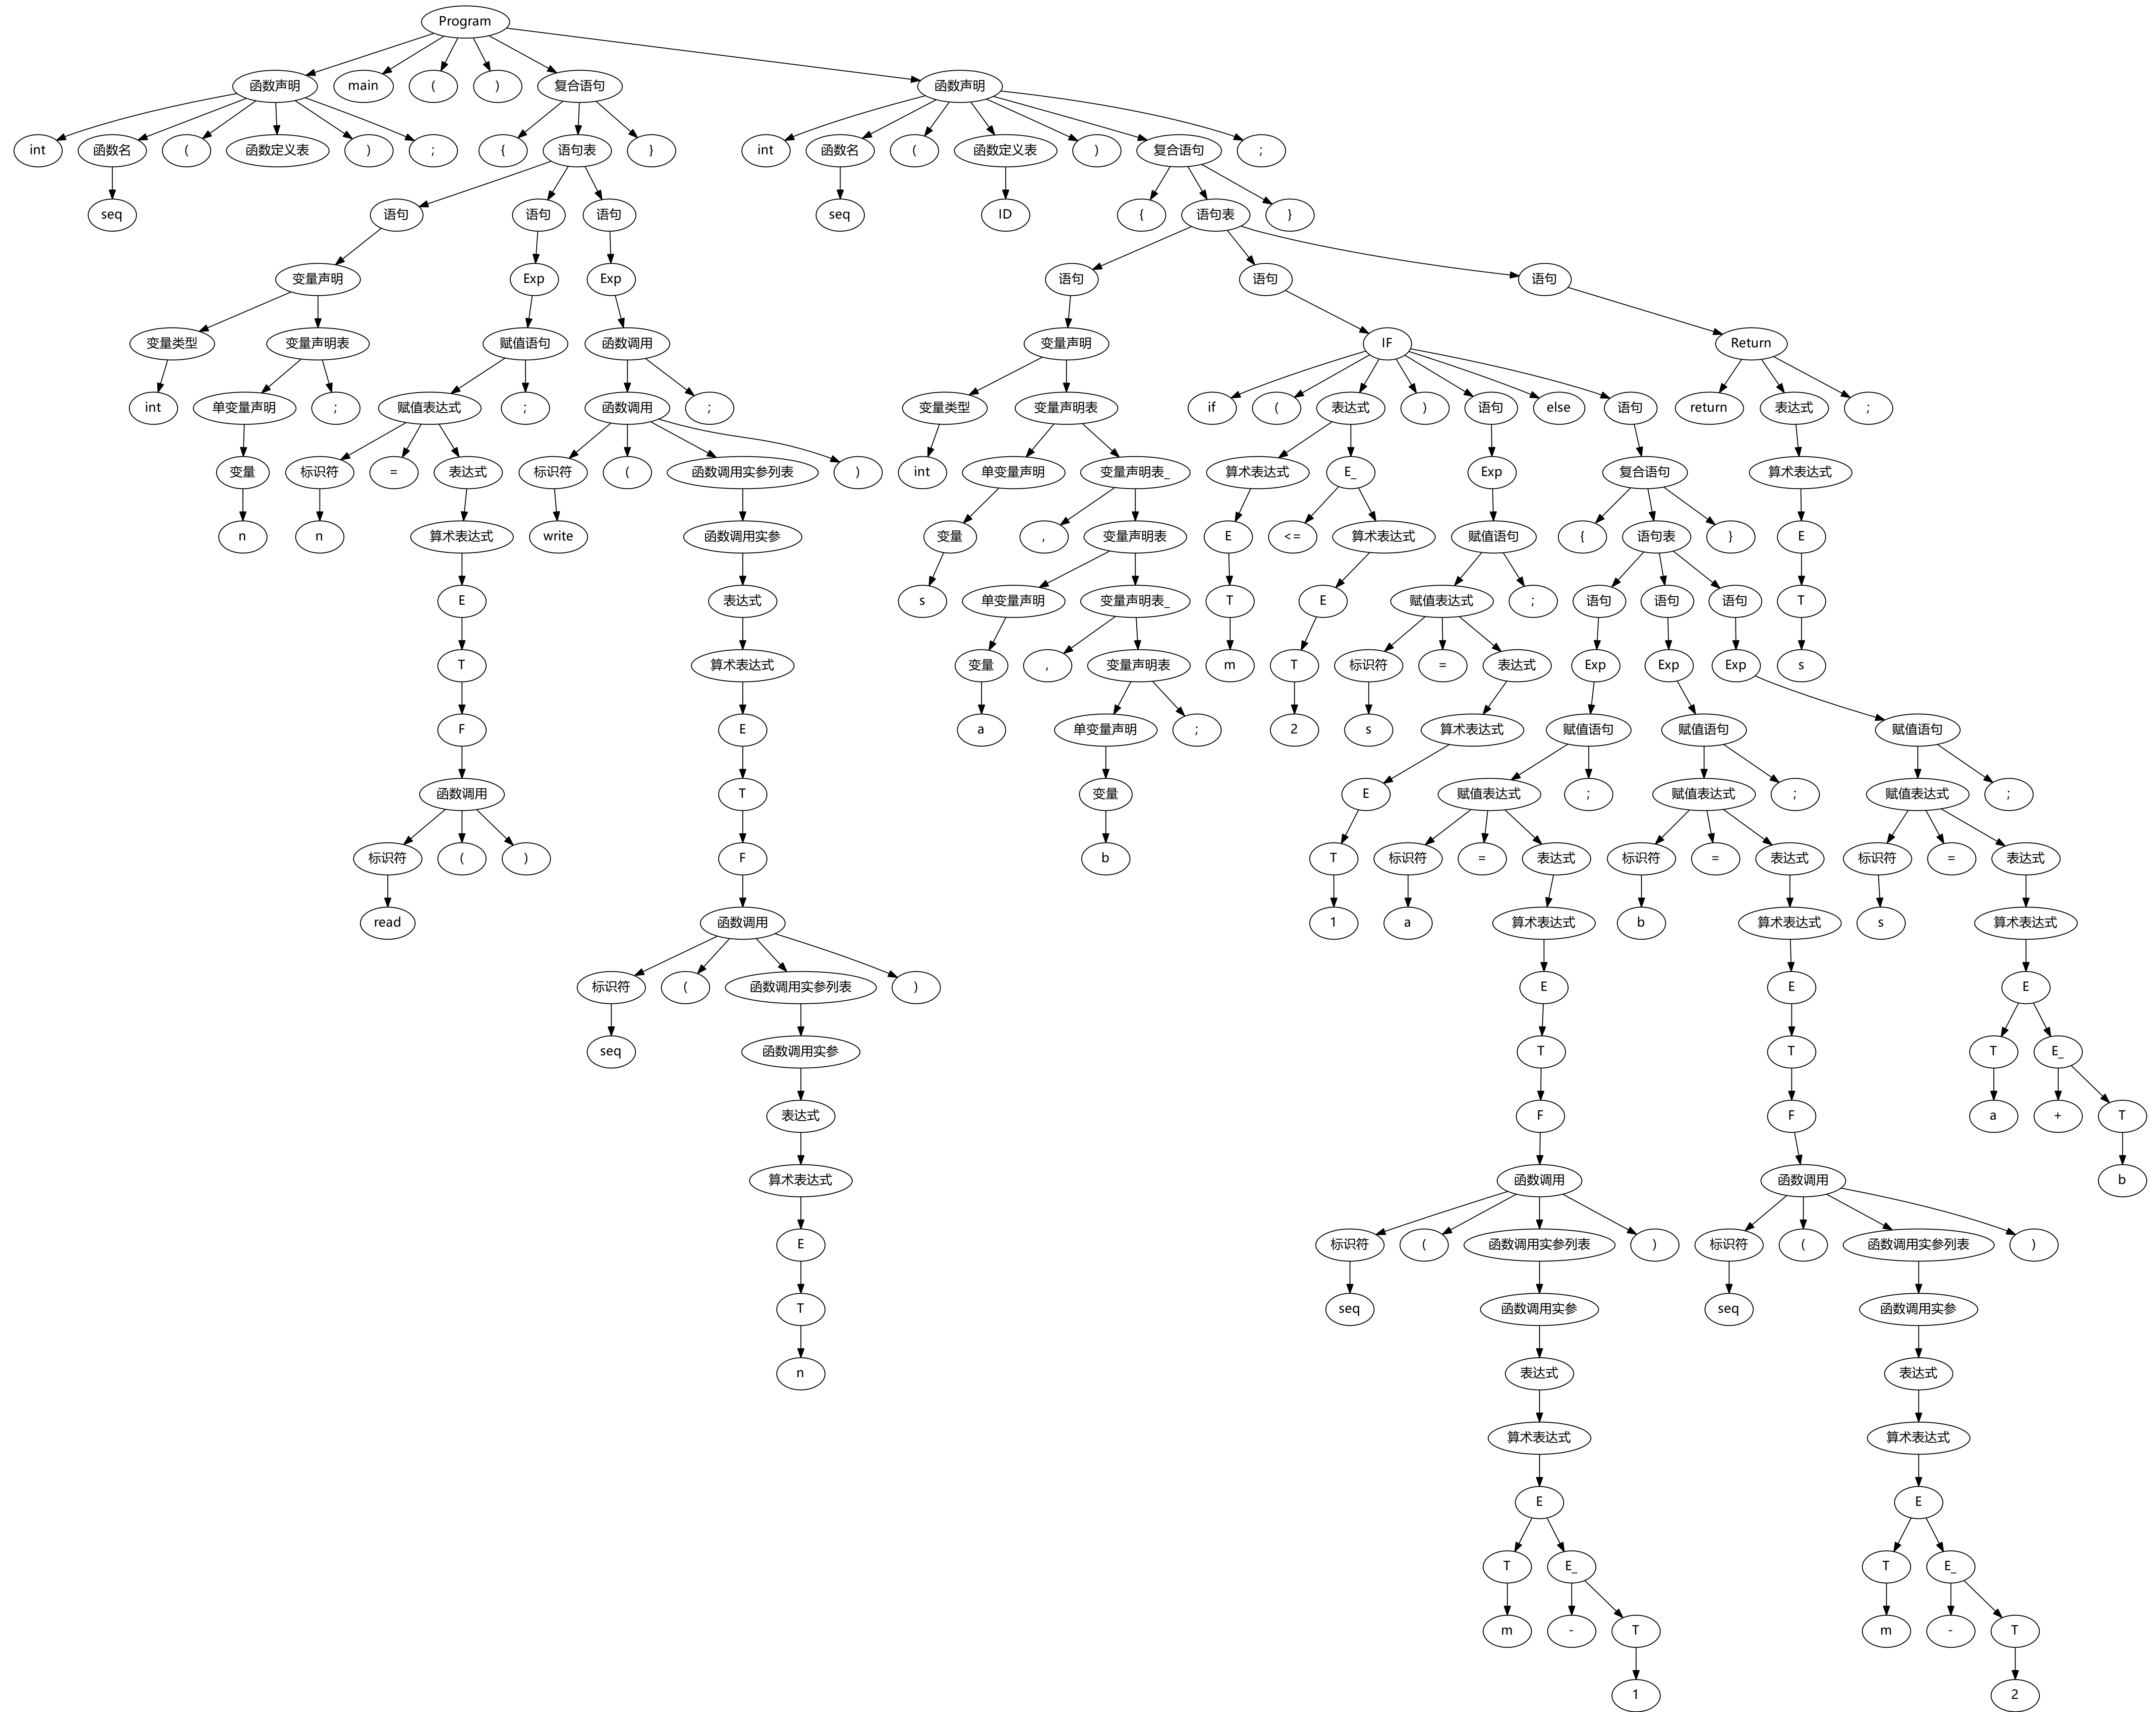 Program
函数声明 main ( ) 复合语句 函数声明
int 函数名 ( 函数定义表 ) ; { 语句表 } int 函数名 ( 函数定义表 ) 复合语句 ;
seq 语句 语句 语句 seq ID { 语句表 }
变量声明 Exp Exp 语句 语句 语句
变量类型 变量声明表 赋值语句 函数调用 变量声明 IF Return
int 单变量声明 ; 赋值表达式 ; 函数调用 ; 变量类型 变量声明表 if ( 表达式 ) 语句 else 语句 return 表达式 ;
变量 标识符 = 表达式 标识符 ( 函数调用实参列表 ) int 单变量声明 变量声明表_ 算术表达式 E_ Exp 复合语句 算术表达式
n n 算术表达式 write 函数调用实参 变量 , 变量声明表 E <= 算术表达式 赋值语句 { 语句表 } E
E 表达式 s 单变量声明 变量声明表_ T E 赋值表达式 ; 语句 语句 语句 T
T 算术表达式 变量 , 变量声明表 m T 标识符 = 表达式 Exp Exp Exp s
F E a 单变量声明 ; 2 s 算术表达式 赋值语句 赋值语句 赋值语句
函数调用 T 变量 E 赋值表达式 ; 赋值表达式 ; 赋值表达式 ;
标识符 ( ) F b T 标识符 = 表达式 标识符 = 表达式 标识符 = 表达式
read 函数调用 1 a 算术表达式 b 算术表达式 s 算术表达式
标识符 ( 函数调用实参列表 ) E E E
seq 函数调用实参 T T T E_
表达式 F F a + T
算术表达式 函数调用 函数调用 b
E 标识符 ( 函数调用实参列表 ) 标识符 ( 函数调用实参列表 )
T seq 函数调用实参 seq 函数调用实参
n 表达式 表达式
算术表达式 算术表达式
E E
T E_ T E_
m - T m - T
1 2